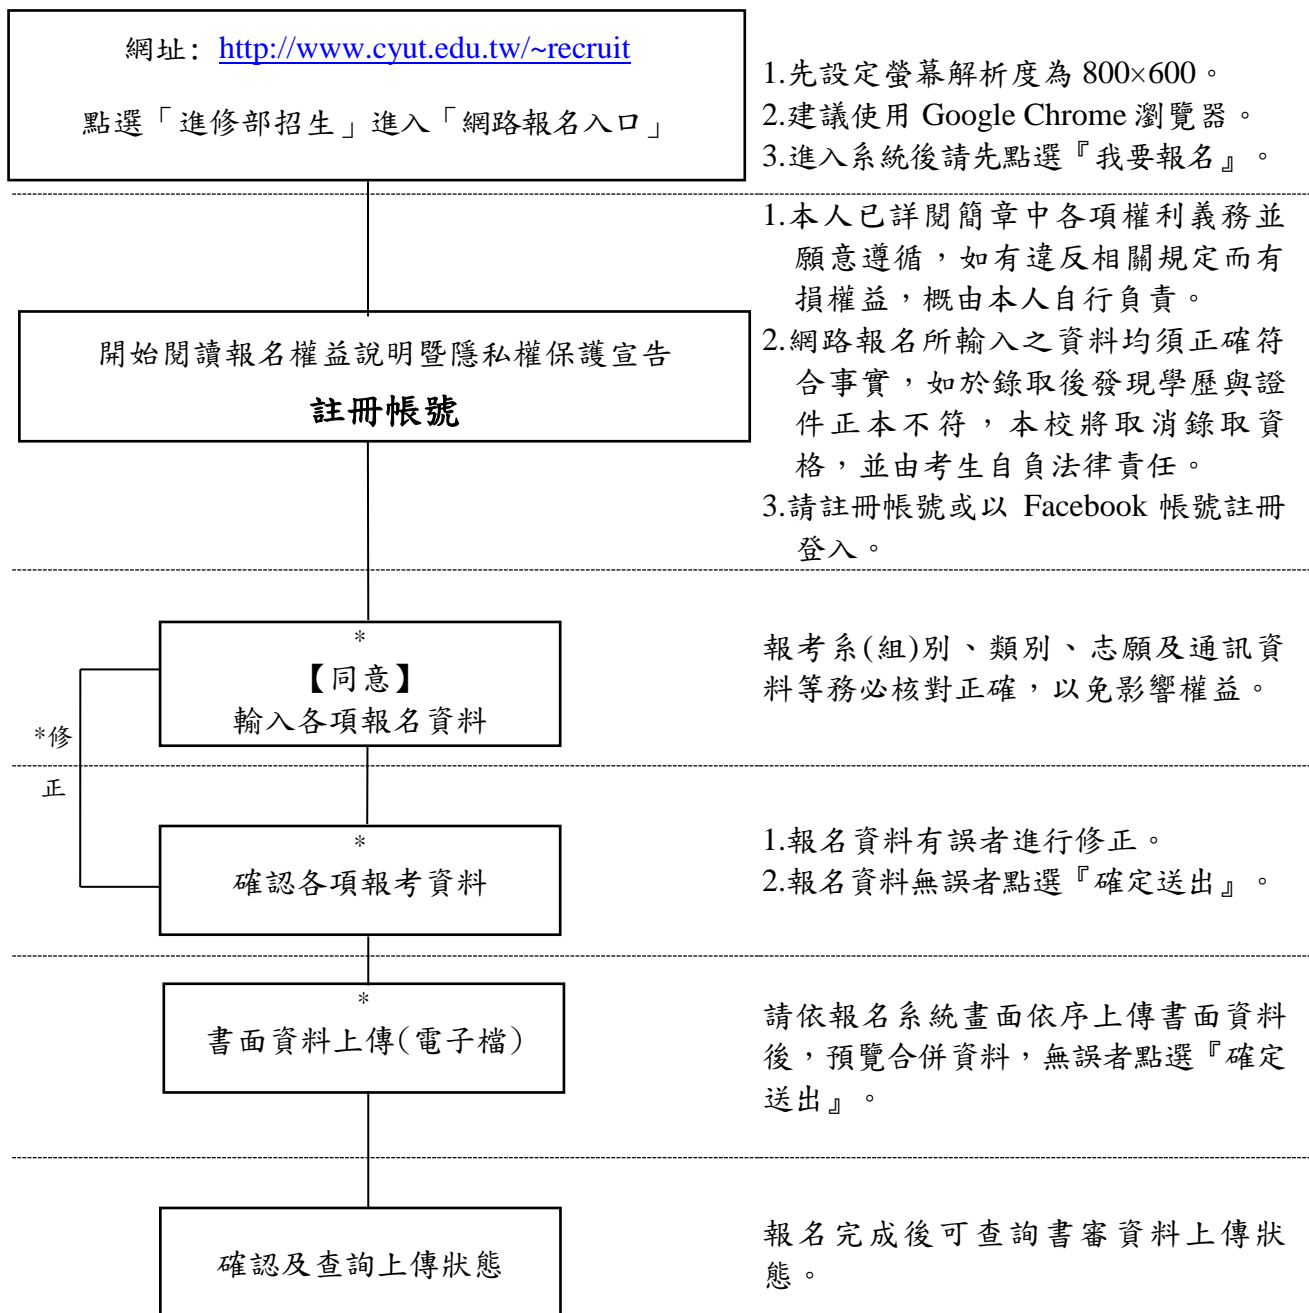 網址: http://www.cyut.edu.tw/~recruit
點選「進修部招生」進入「網路報名入口」
1.先設定螢幕解析度為 800×600。
2.建議使用 Google Chrome 瀏覽器。
3.進入系統後請先點選『我要報名』。
開始閱讀報名權益說明暨隱私權保護宣告
註冊帳號
1.本人已詳閱簡章中各項權利義務並
願意遵循，如有違反相關規定而有
損權益，概由本人自行負責。
2.網路報名所輸入之資料均須正確符
合事實，如於錄取後發現學歷與證
件正本不符，本校將取消錄取資
格，並由考生自負法律責任。
3.請註冊帳號或以 Facebook 帳號註冊
登入。
*
【同意】
輸入各項報名資料
報考系(組)別、類別、志願及通訊資
料等務必核對正確，以免影響權益。
*修
正
*
確認各項報考資料
1.報名資料有誤者進行修正。
2.報名資料無誤者點選『確定送出』。
*
書面資料上傳(電子檔)
請依報名系統畫面依序上傳書面資料
後，預覽合併資料，無誤者點選『確定
送出』。
確認及查詢上傳狀態
報名完成後可查詢書審資料上傳狀
態。